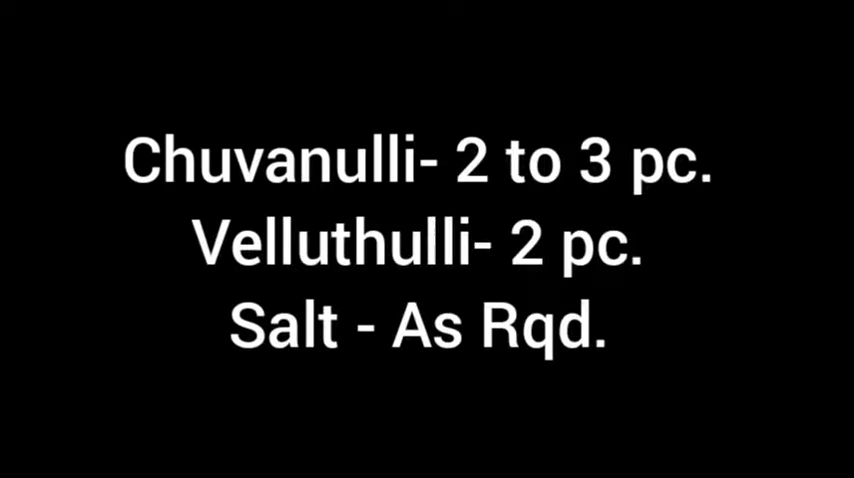 Chuvanulli- 2 to 3 pc.
Velluthulli- 2 pc.
Salt - As Rqd.